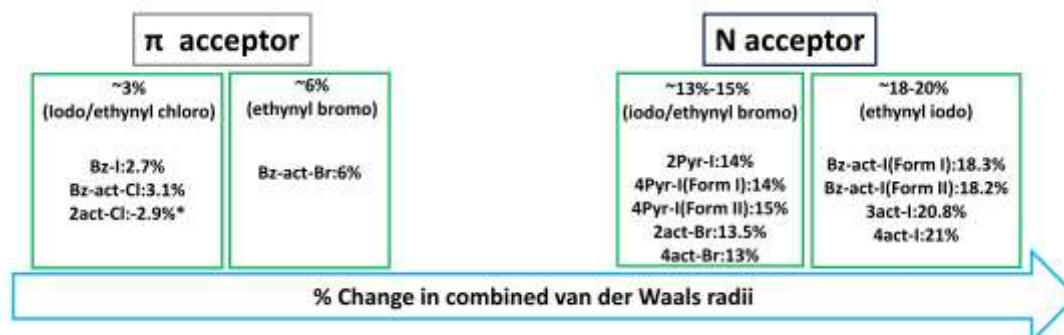 π acceptor
N acceptor
~3%
(Iodo/ethynyl chloro)
Bz-I:2.7%
Bz-act-Cl:3.1%
2act-Cl:-2.9%*
~6%
(ethynyl bromo)
Bz-act-Br:6%
~13%-15%
(iodo/ethynyl bromo)
2Pyr-I:14%
4Pyr-I(Form I):14%
4Pyr-I(Form II):15%
2act-Br:13.5%
4act-Br:13%
~18-20%
(ethynyl iodo)
Bz-act-I(Form I):18.3%
Bz-act-I(Form II):18.2%
3act-I:20.8%
4act-I:21%
% Change in combined van der Waals radii